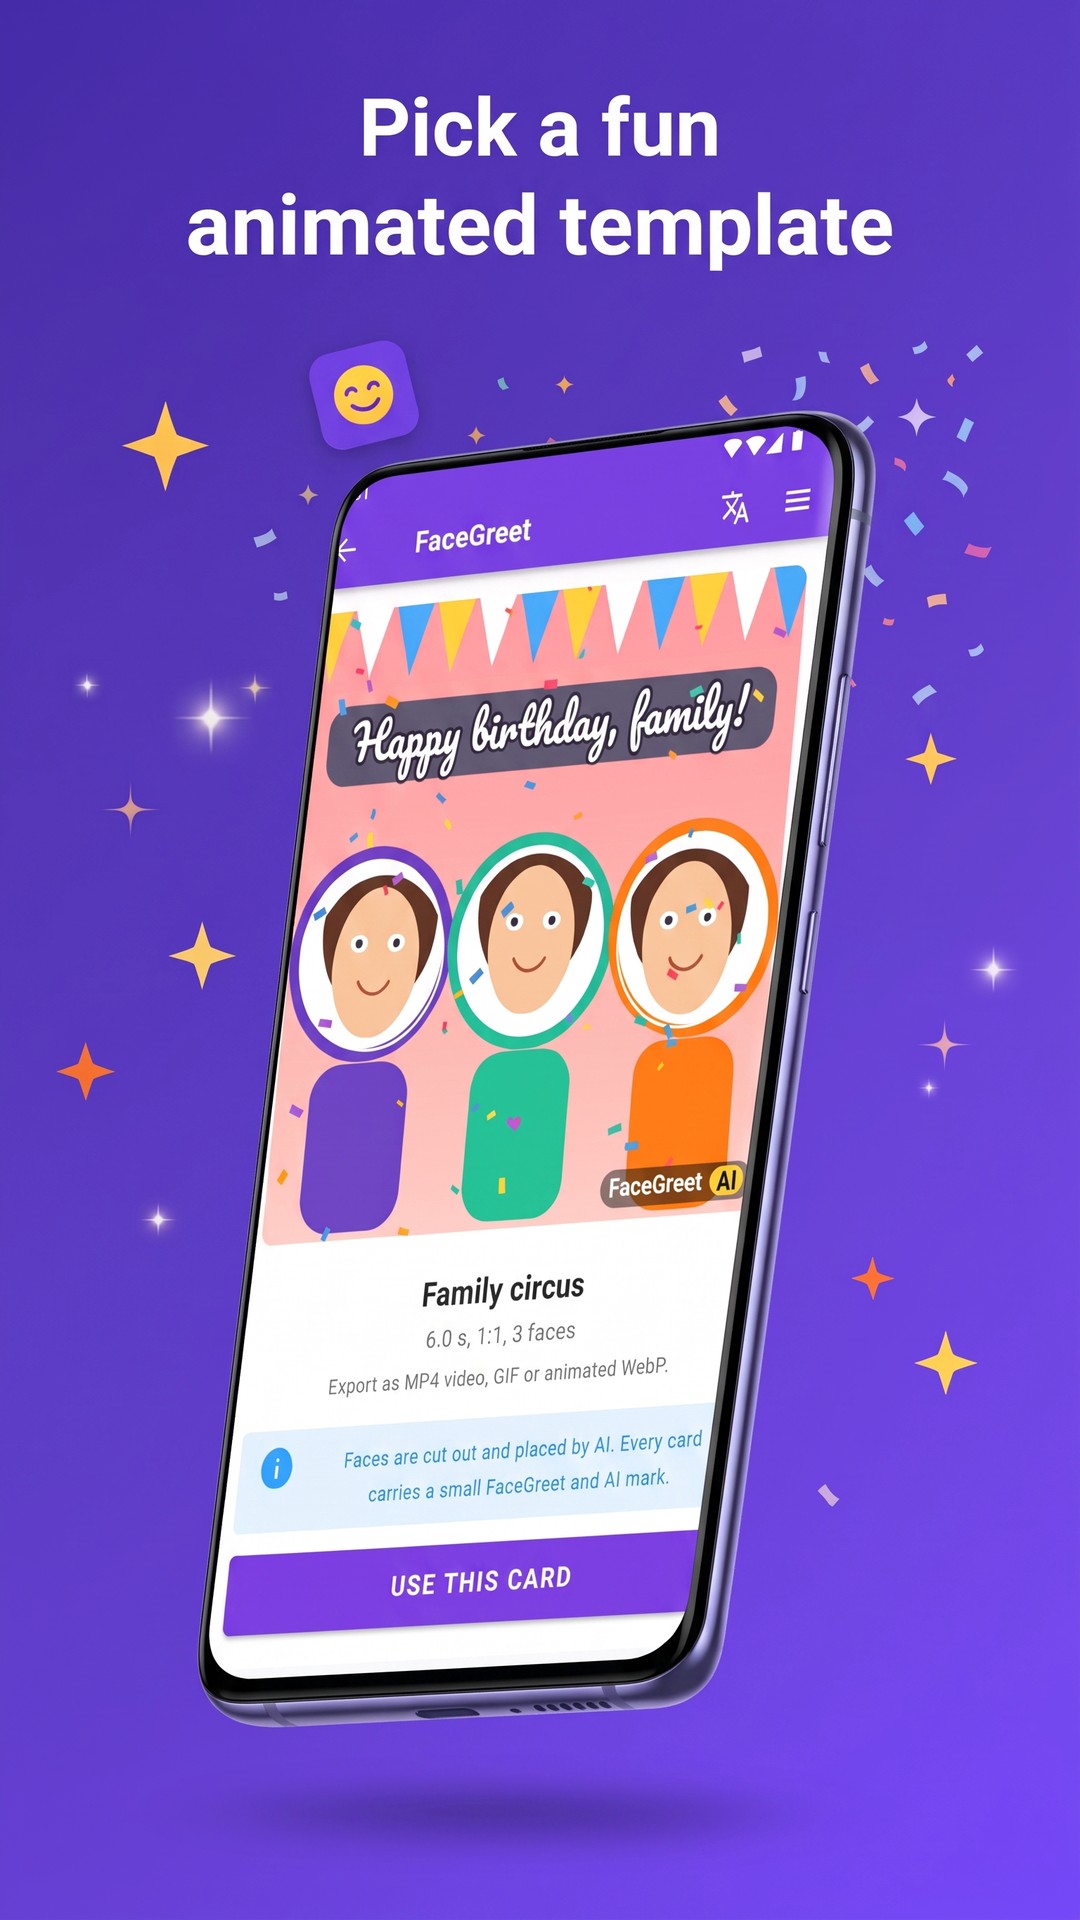 Pick a fun
animated template
FaceGreet
Happy birthday, family!
FaceGreet AI
Family circus
6.0 s, 1:1, 3 faces
Export as MP4 video, GIF or animated WebP.
Faces are cut out and placed by AI. Every card
carries a small FaceGreet and AI mark.
USE THIS CARD